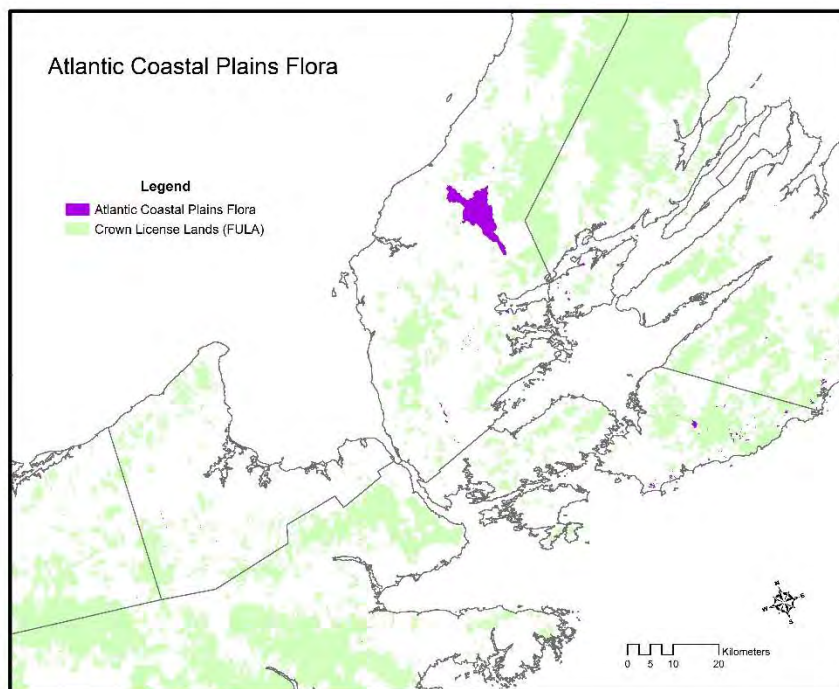 Atlantic Coastal Plains Flora
Legend
Atlantic Coastal Plains Flora
Crown License Lands (FULA)
N
W E
S
Kilometers
0 5 10 20